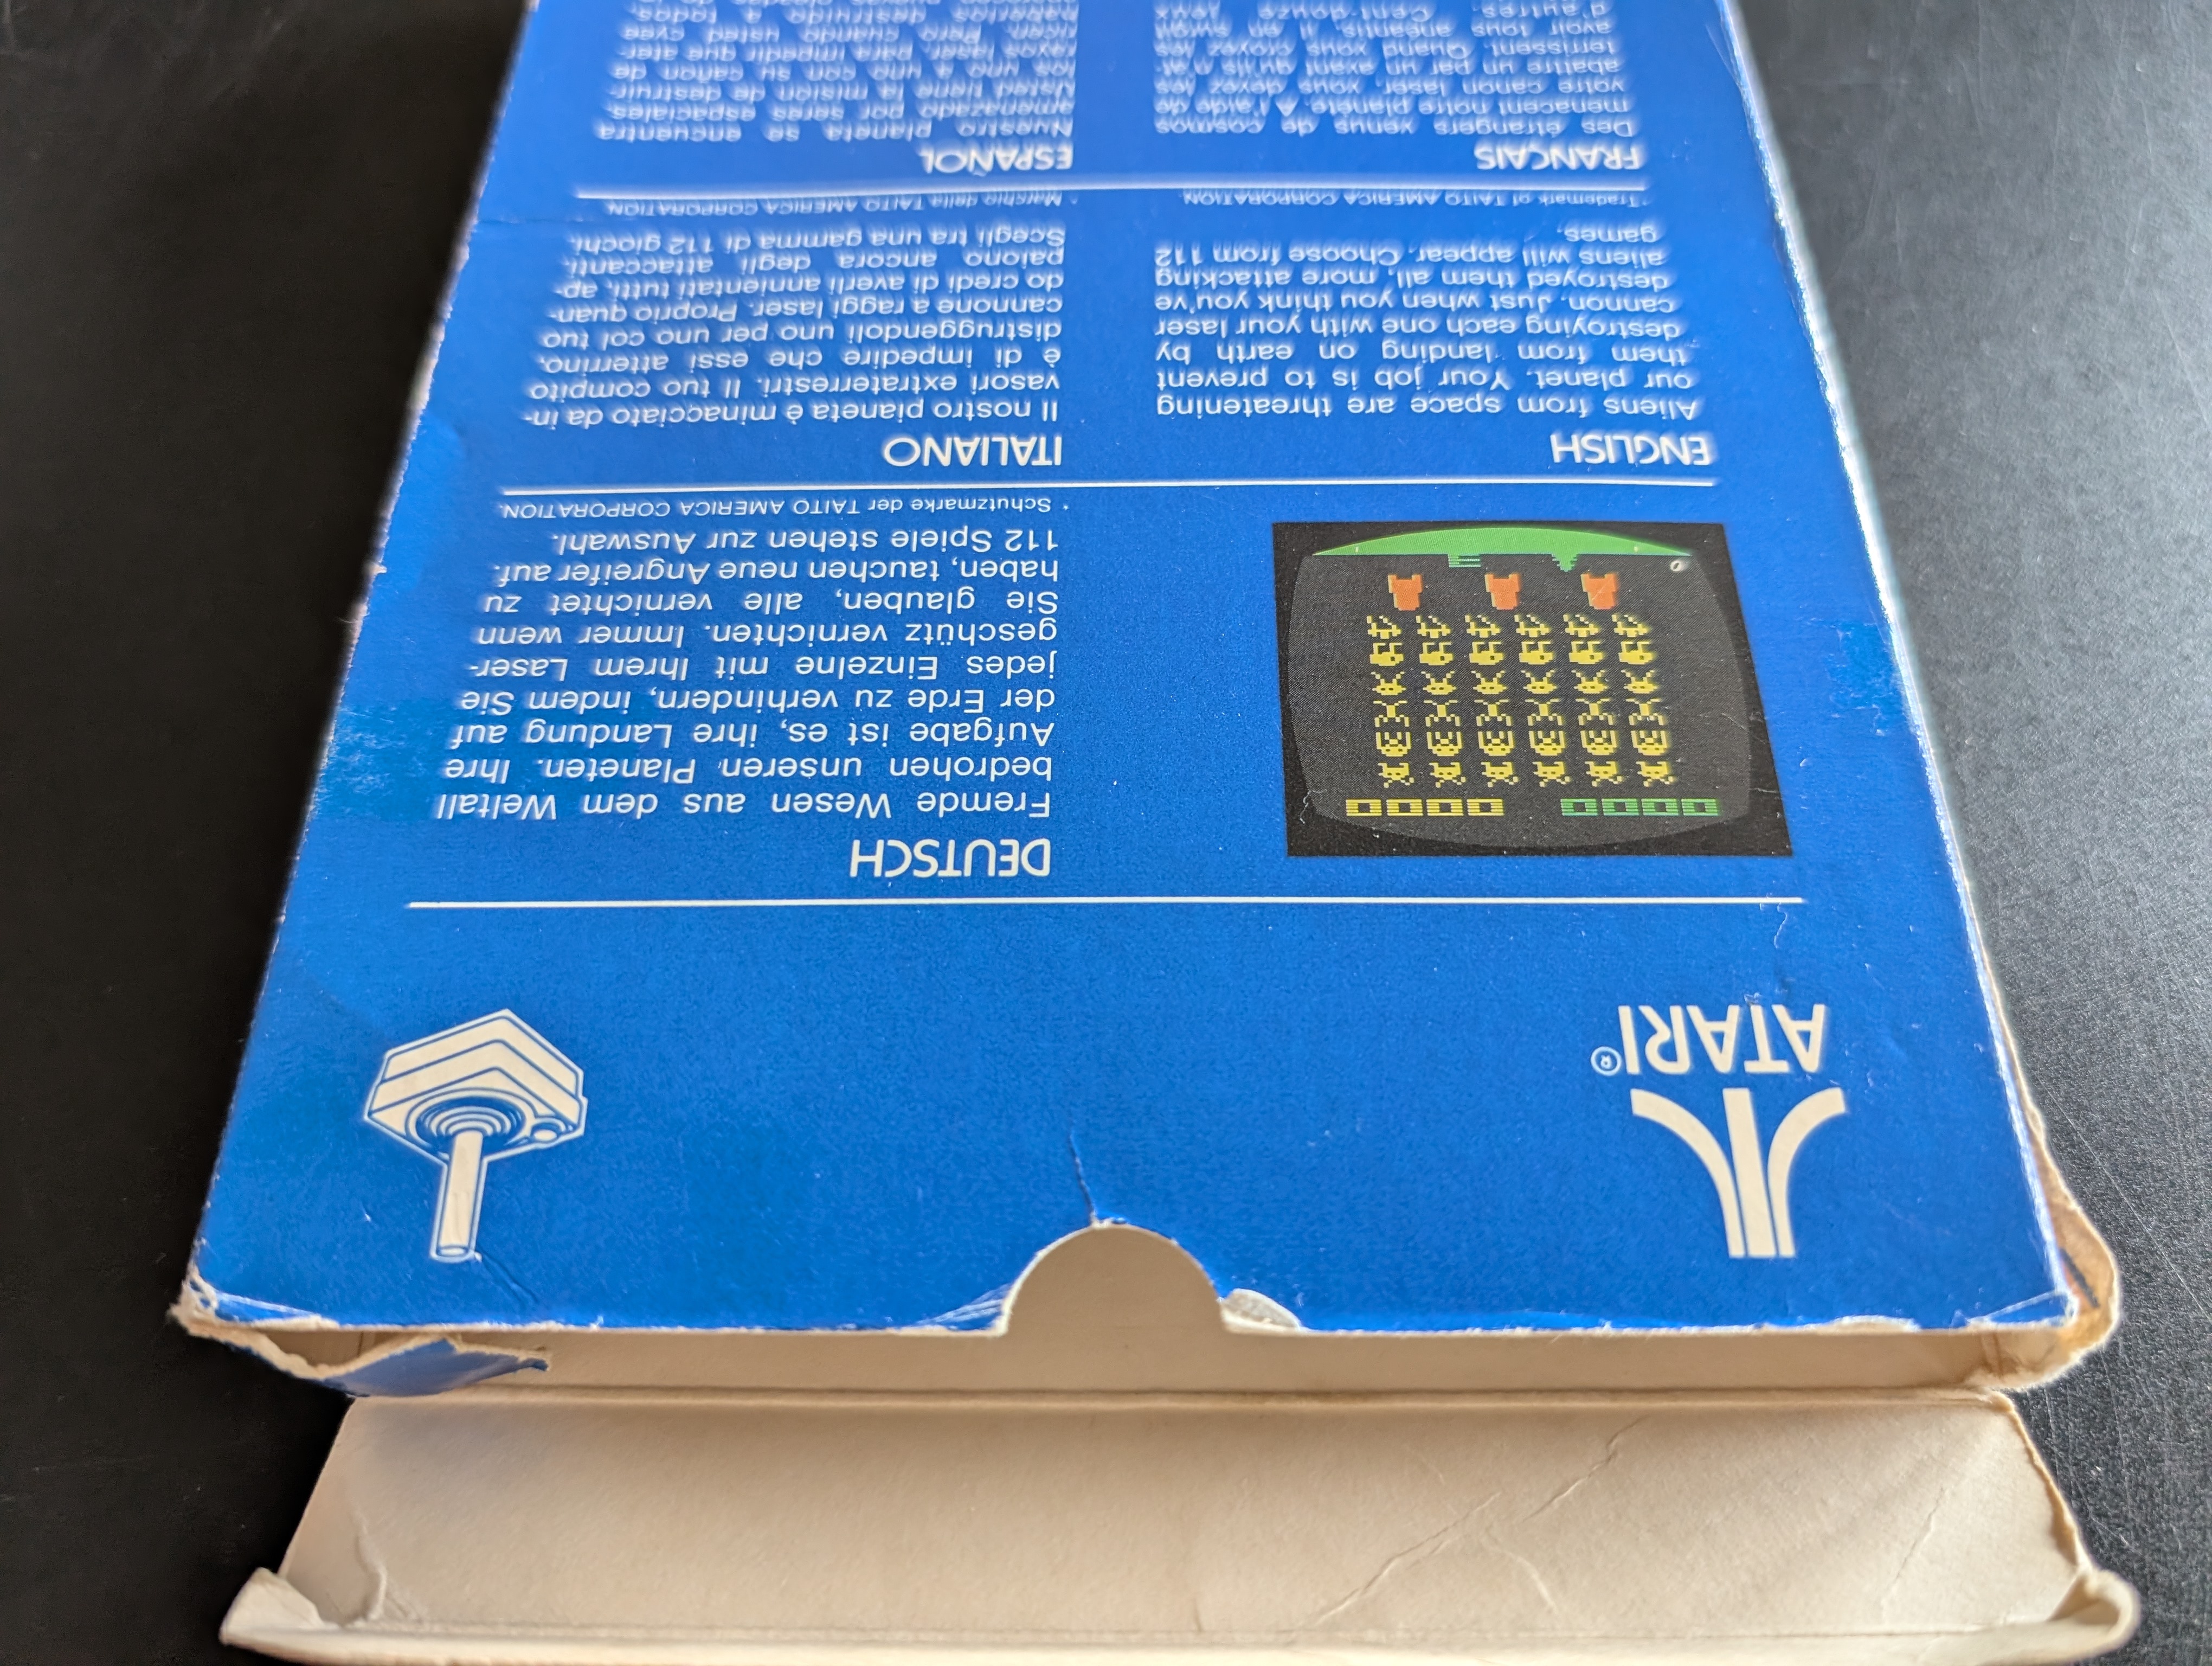 ATARI®
0000 0000
DEUTSCH
Fremde Wesen aus dem Weltall
bedrohen unseren Planeten. Ihre
Aufgabe ist es, ihre Landung auf
der Erde zu verhindern, indem Sie
jedes Einzelne mit Ihrem Laser-
geschütz vernichten. Immer wenn
Sie glauben, alle vernichtet zu
haben, tauchen neue Angreifer auf.
112 Spiele stehen zur Auswahl.
* Schutzmarke der TAITO AMERICA CORPORATION.
ENGLISH
Aliens from space are threatening
our planet. Your job is to prevent
them from landing on earth by
destroying each one with your laser
cannon. Just when you think you've
destroyed them all, more attacking
aliens will appear. Choose from 112
games.
*Trademark of TAITO AMERICA CORPORATION.
ITALIANO
Il nostro pianeta è minacciato da in-
vasori extraterrestri. Il tuo compito
è di impedire che essi atterrino,
distruggendoli uno per uno col tuo
cannone a raggi laser. Proprio quan-
do credi di averli annientati tutti, ap-
paiono ancora degli attaccanti.
Scegli tra una gamma di 112 giochi.
* Marchio della TAITO AMERICA CORPORATION.
FRANÇAIS
Des étrangers venus de cosmos
menacent notre planète. A l'aide de
votre canon laser, vous devez les
abattre un par un avant qu'ils n'at-
terrissent. Quand vous croyez les
avoir tous anéantis, il en surgit
d'autres. Cent-douze jeux
ESPAÑOL
Nuestro Planeta se encuentra
amenazado por seres espaciales.
Usted tiene la misión de destruir-
los uno a uno con su cañon de
rayos laser, para impedir que ater-
ricen. Pero cuando usted cree
haberlos destruido a todos,